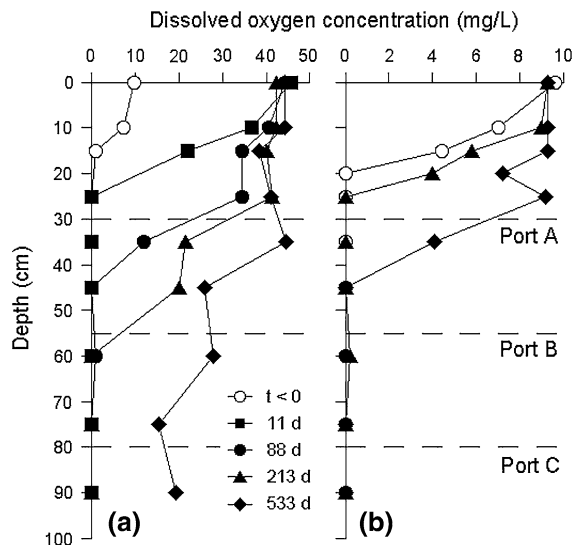 Dissolved oxygen concentration (mg/L)
0 10 20 30 40 50 0 2 4 6 8 10
0
10
20
30
40
50
60
70
80
90
100
Depth (cm)
Port A
Port B
Port C
t < 0
11 d
88 d
213 d
533 d
(a)
(b)